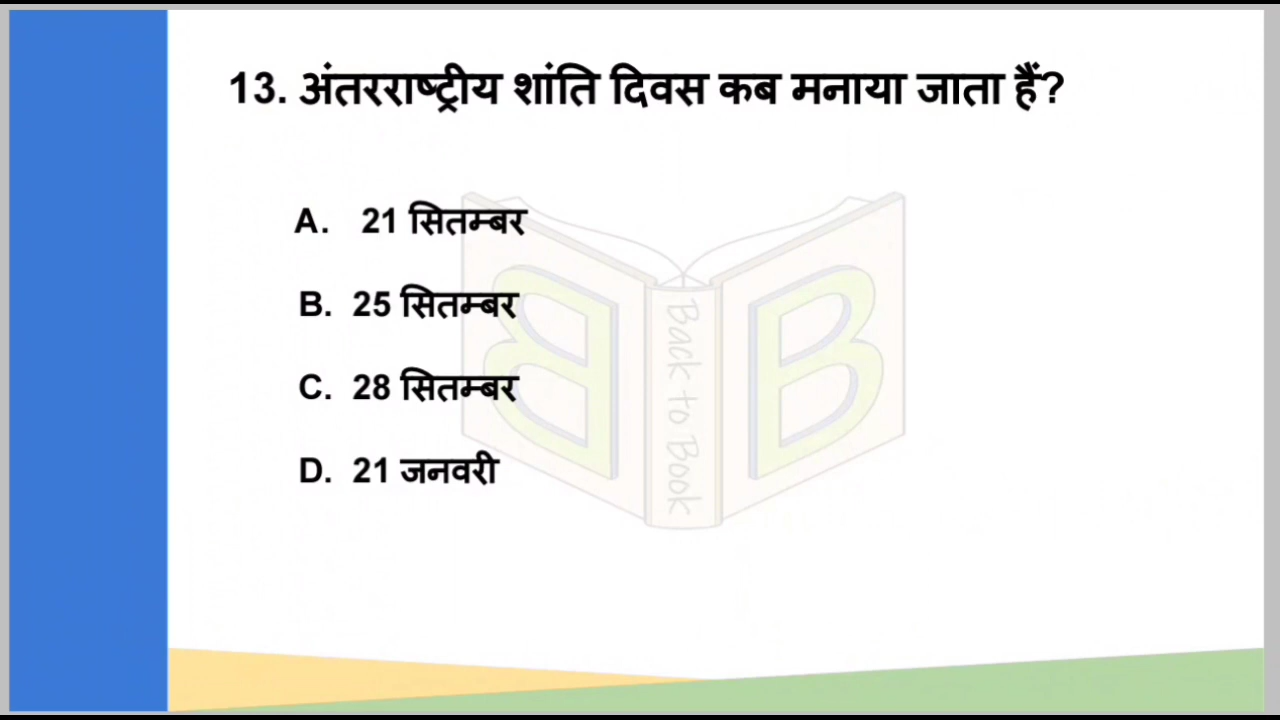 13. अंतरराष्ट्रीय शांति दिवस कब मनाया जाता हैं?
A. 21 सितम्बर
B. 25 सितम्बर
C. 28 सितम्बर
D. 21 जनवरी
B
Back to Book
B